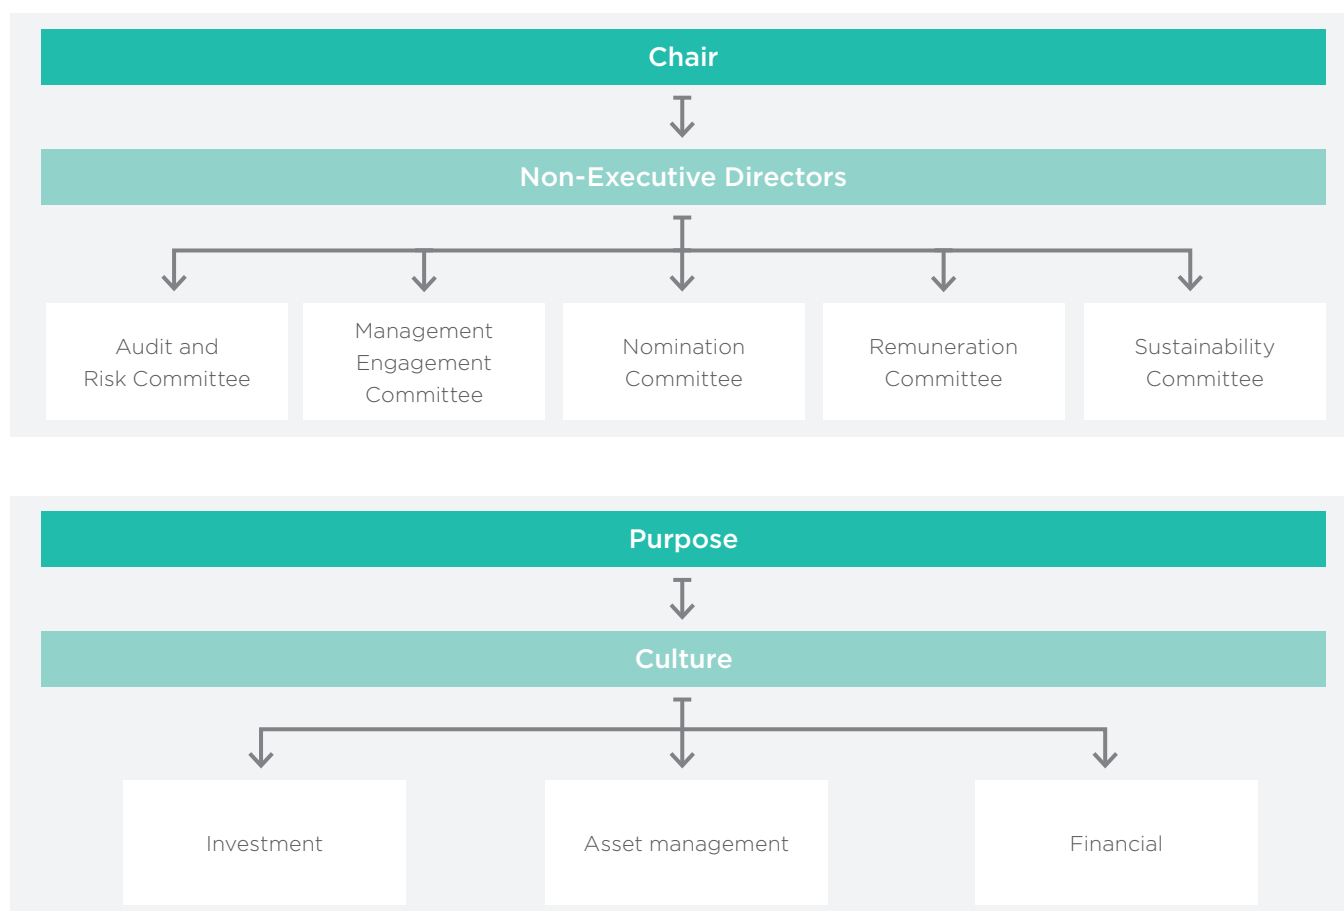 Chair
Non-Executive Directors
Audit and
Risk Committee
Management
Engagement
Committee
Nomination
Committee
Remuneration
Committee
Sustainability
Committee
Purpose
Culture
Investment
Asset management
Financial